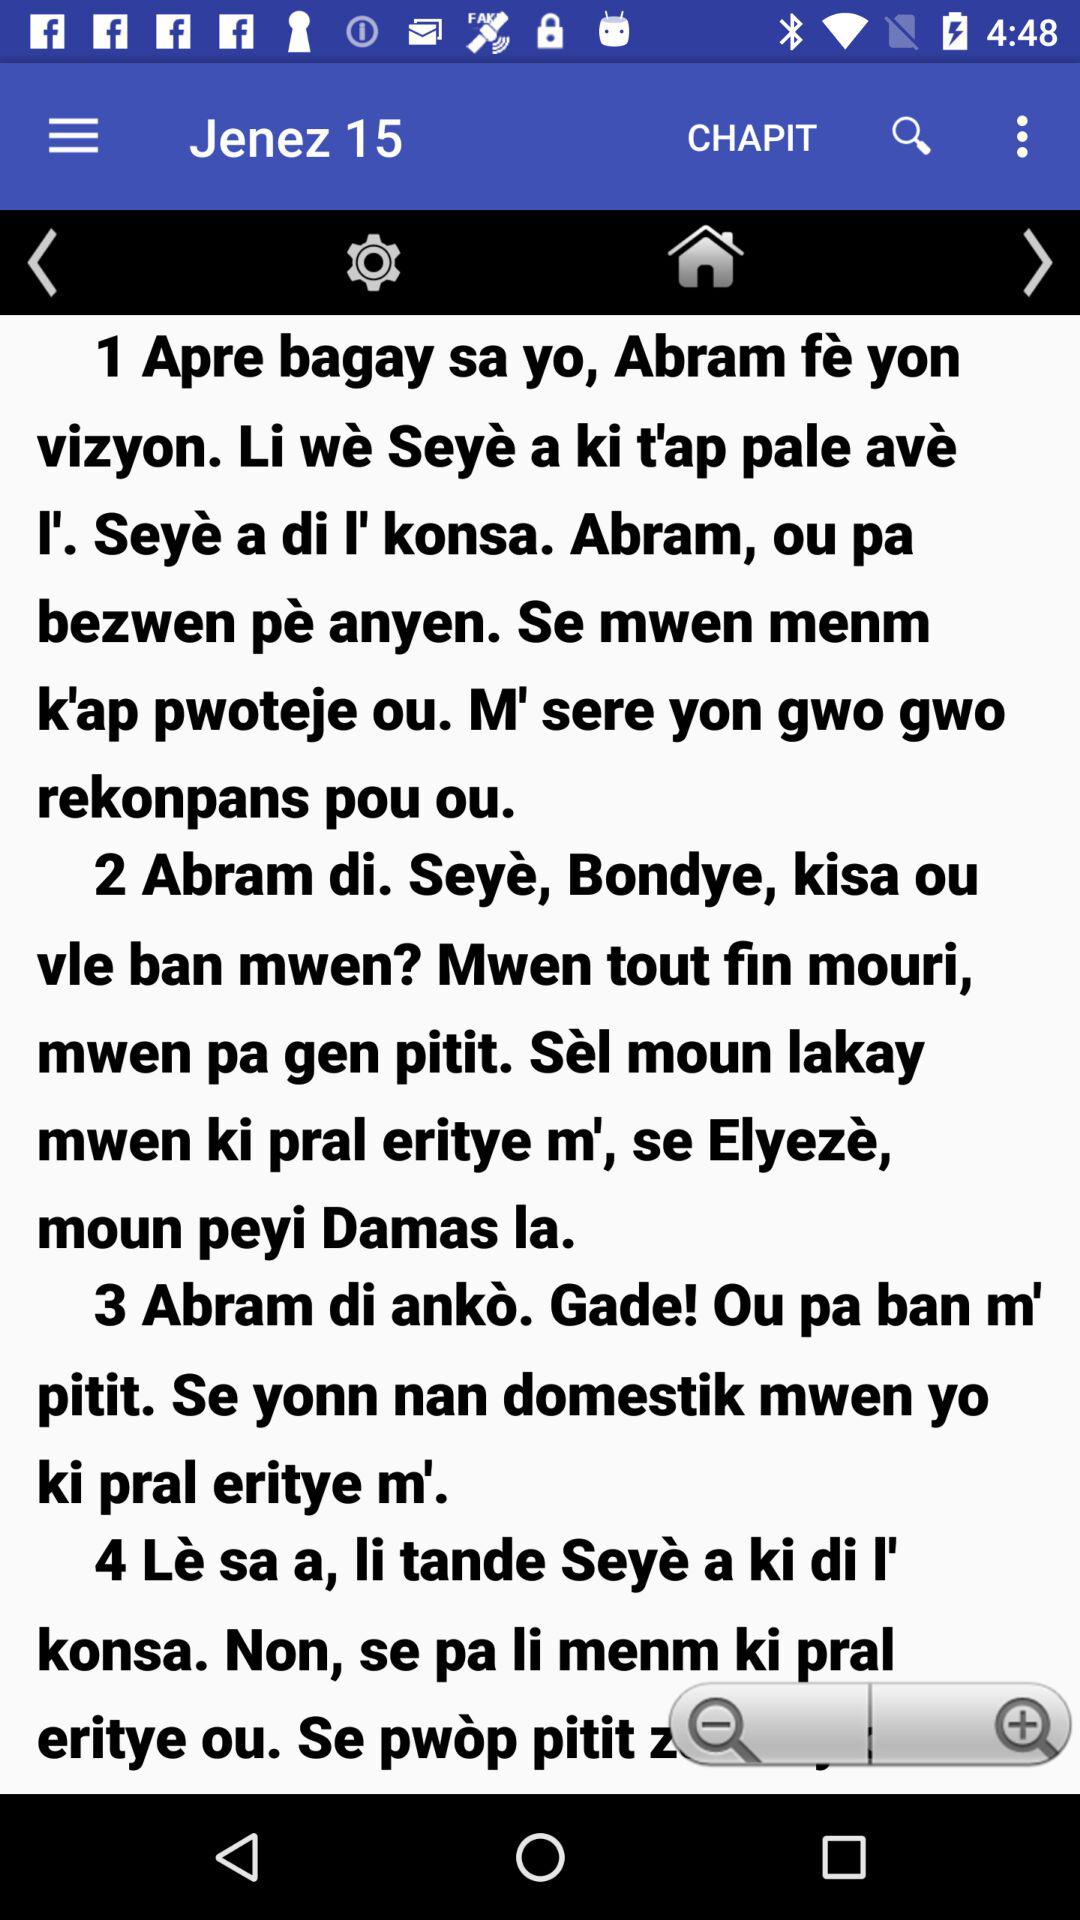 FAKE
4:48
Jenez 15
CHAPIT
1 Apre bagay sa yo, Abram fè yon
vizyon. Li wè Seyè a ki t'ap pale avè
l'. Seyè a di l' konsa. Abram, ou pa
bezwen pè anyen. Se mwen menm
k'ap pwoteje ou. M' sere yon gwo gwo
rekonpans pou ou.
2 Abram di. Seyè, Bondye, kisa ou
vle ban mwen? Mwen tout fin mouri,
mwen pa gen pitit. Sèl moun lakay
mwen ki pral eritye m', se Elyezè,
moun peyi Damas la.
3 Abram di ankò. Gade! Ou pa ban m'
pitit. Se yonn nan domestik mwen yo
ki pral eritye m'.
4 Lè sa a, li tande Seyè a ki di l'
konsa. Non, se pa li menm ki pral
eritye ou. Se pwòp pitit